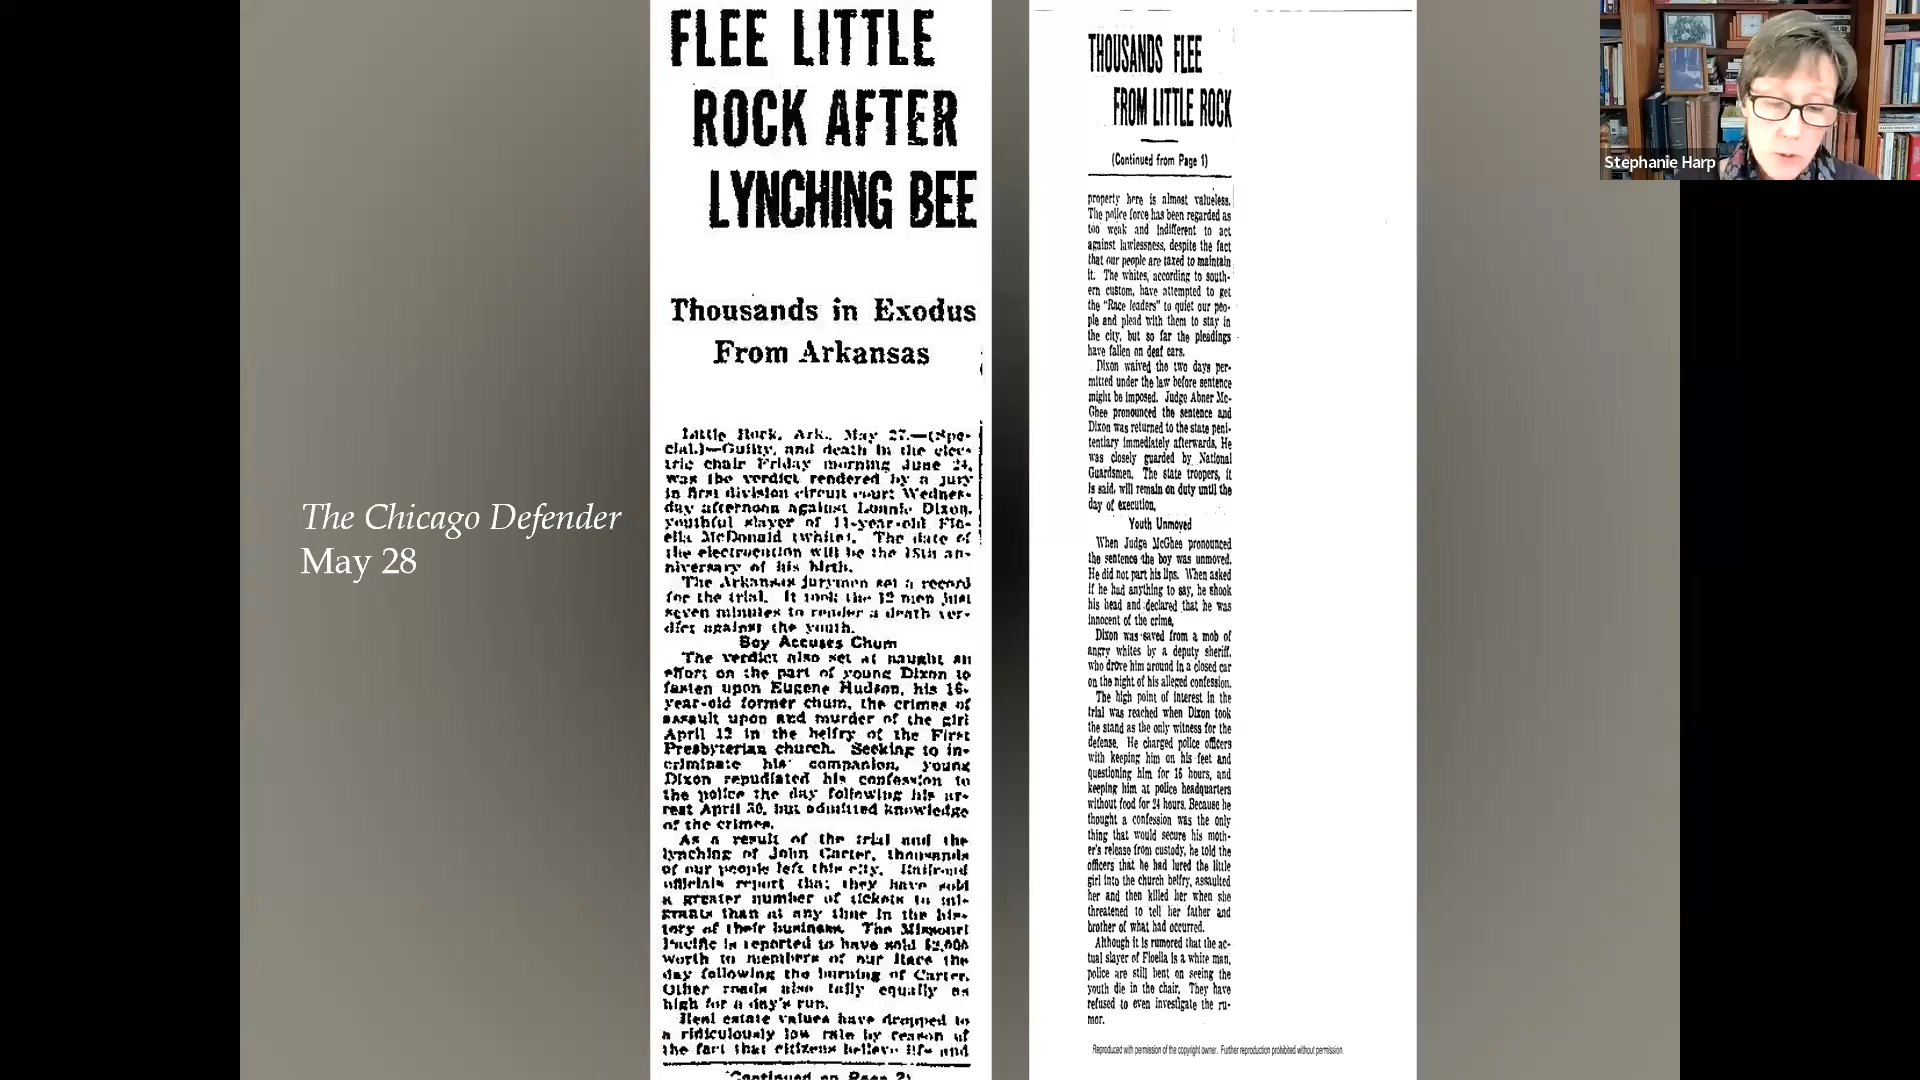 The Chicago Defender
May 28
FLEE LITTLE
ROCK AFTER
LYNCHING BEE
Thousands in Exodus
From Arkansas
Little Rock, Ark., May 27.—(Spe-
cial.)—Guilty, and death in the elec-
tric chair Friday morning June 24,
was the verdict rendered by a jury
in first division circuit court Wednes-
day afternoon against Lonnie Dixon,
youthful slayer of 11-year-old Flo-
ella McDonald (white). The date of
the electrocution will be the 18th an-
niversary of his birth.
The Arkansas jurymen set a record
for the trial. It took the 12 men just
seven minutes to render a death ver-
dict against the youth.
Boy Accuses Chum
The verdict also set at naught an
effort on the part of young Dixon to
fasten upon Eugene Hudson, his 16-
year-old former chum, the crimes of
assault upon and murder of the girl
April 12 in the belfry of the First
Presbyterian church. Seeking to in-
criminate his companion, young
Dixon repudiated his confession to
the police the day following his ar-
rest April 30, but admitted knowledge
of the crimes.
As a result of the trial and the
lynching of John Carter, thousands
of our people left this city. Railroad
officials report that they have sold
a greater number of tickets to mi-
grants than at any time in the his-
tory of their business. The Missouri
Pacific is reported to have sold $2,000
worth to members of our Race the
day following the burning of Carter.
Other roads also tally equally as
high for a day's run.
Real estate values have dropped to
a ridiculously low rate by reason of
the fact that citizens believe life and
(Continued on Page 2)
THOUSANDS FLEE
FROM LITTLE ROCK
(Continued from Page 1)
property here is almost valueless.
The police force has been regarded as
too weak and indifferent to act
against lawlessness, despite the fact
that our people are taxed to maintain
it. The whites, according to south-
ern custom, have attempted to get
the "Race leaders" to quiet our peo-
ple and plead with them to stay in
the city, but so far the pleadings
have fallen on deaf ears.
Dixon waived the two days per-
mitted under the law before sentence
might be imposed. Judge Abner Mc-
Ghee pronounced the sentence and
Dixon was returned to the state peni-
tentiary immediately afterwards. He
was closely guarded by National
Guardsmen. The state troopers, it
is said, will remain on duty until the
day of execution.
Youth Unmoved
When Judge McGhee pronounced
the sentence the boy was unmoved.
He did not part his lips. When asked
if he had anything to say, he shook
his head and declared that he was
innocent of the crime.
Dixon was saved from a mob of
angry whites by a deputy sheriff,
who drove him around in a closed car
on the night of his alleged confession.
The high point of interest in the
trial was reached when Dixon took
the stand as the only witness for the
defense. He charged police officers
with keeping him on his feet and
questioning him for 16 hours, and
keeping him at police headquarters
without food for 24 hours. Because he
thought a confession was the only
thing that would secure his moth-
er's release from custody, he told the
officers that he had lured the little
girl into the church belfry, assaulted
her and then killed her when she
threatened to tell her father and
brother of what had occurred.
Although it is rumored that the ac-
tual slayer of Floella is a white man,
police are still bent on seeing the
youth die in the chair. They have
refused to even investigate the ru-
mor.
Reproduced with permission of the copyright owner. Further reproduction prohibited without permission.
Stephanie Harp